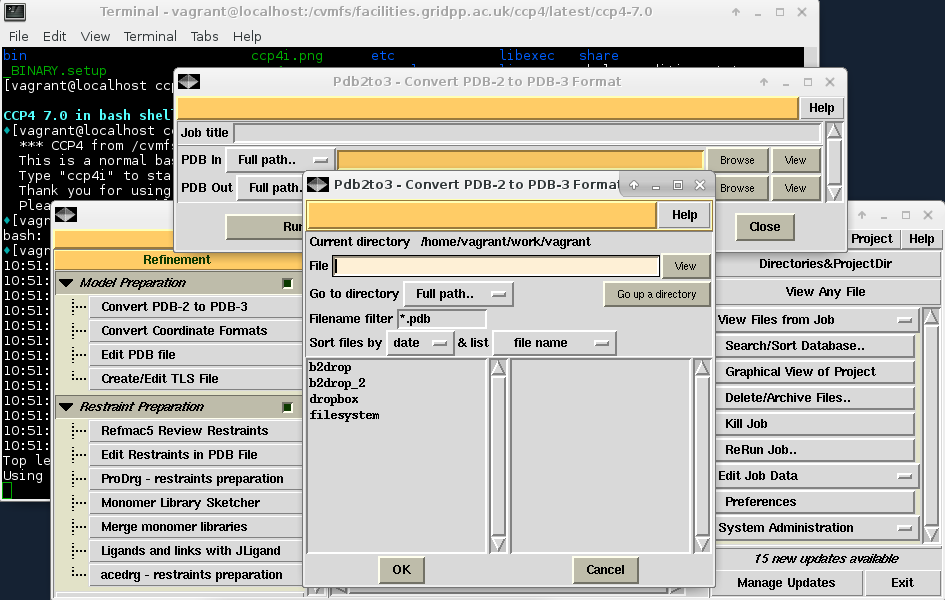 Terminal - vagrant@localhost:/cvmfs/facilities.gridpp.ac.uk/ccp4/latest/ccp4-7.0
File Edit View Terminal Tabs Help
bin ccp4i.png etc libexec share
_BINARY.setup
[vagrant@localhost ccp
CCP4 7.0 in bash shel
[vagrant@localhost cc
*** CCP4 from /cvmfs
This is a normal bas
Type "ccp4i" to sta
Thank you for using
Plea
[vagr
bash:
[vagr
10:51:
10:51:
10:51:
10:51:
10:51:
10:51:
10:51:
10:51:
10:51:
10:51:
10:51:
10:51:
10:51:
Top le
Using
Pdb2to3 - Convert PDB-2 to PDB-3 Format
Help
Job title
PDB In Full path.. Browse View
PDB Out Full path. Browse View
Run
Close
Pdb2to3 - Convert PDB-2 to PDB-3 Format
Help
Current directory /home/vagrant/work/vagrant
File View
Go to directory Full path.. Go up a directory
Filename filter *.pdb
Sort files by date & list file name
b2drop
b2drop_2
dropbox
filesystem
OK Cancel
Refinement
Model Preparation
Convert PDB-2 to PDB-3
Convert Coordinate Formats
Edit PDB file
Create/Edit TLS File
Restraint Preparation
Refmac5 Review Restraints
Edit Restraints in PDB File
ProDrg - restraints preparation
Monomer Library Sketcher
Merge monomer libraries
Ligands and links with JLigand
acedrg - restraints preparation
Project Help
Directories&ProjectDir
View Any File
View Files from Job
Search/Sort Database..
Graphical View of Project
Delete/Archive Files..
Kill Job
ReRun Job..
Edit Job Data
Preferences
System Administration
15 new updates available
Manage Updates Exit